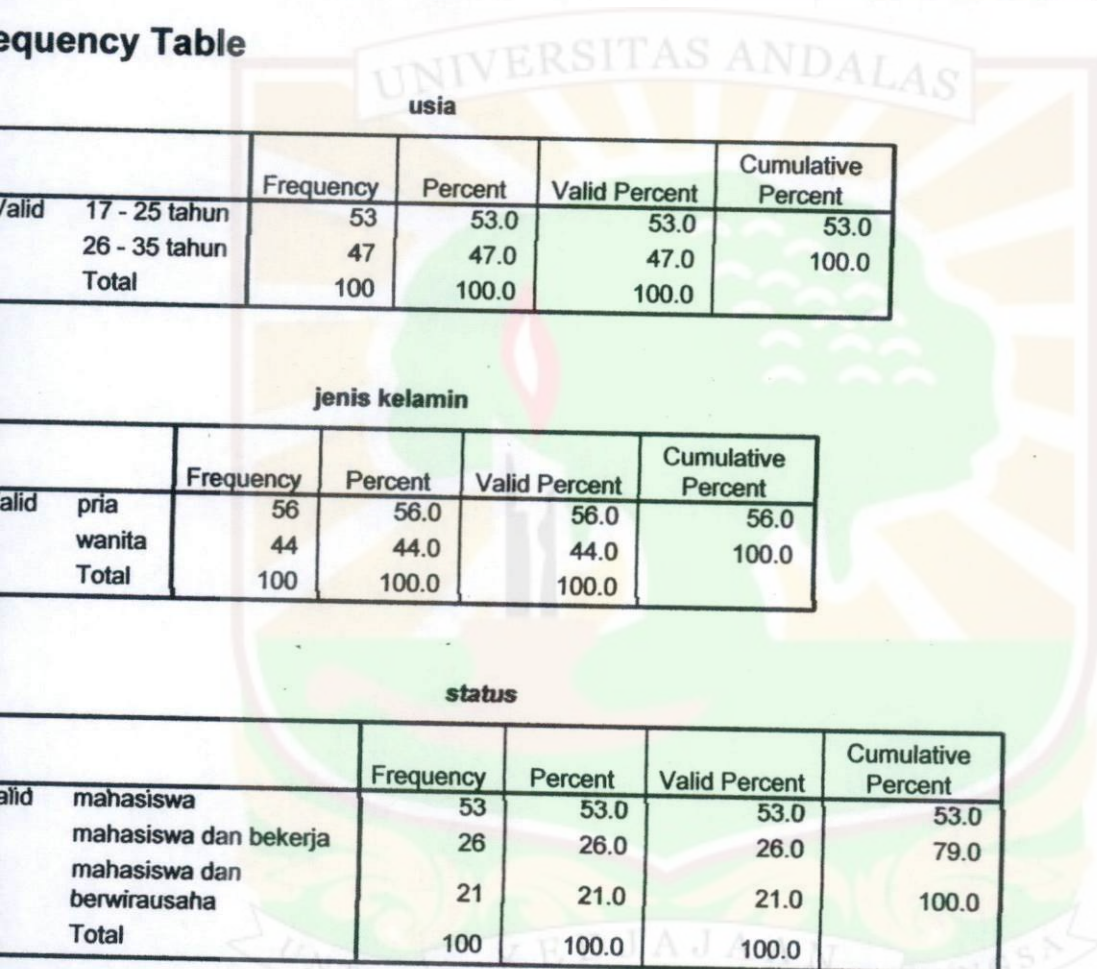 equency Table
UNIVERSITAS ANDALAS
usia
Frequency Percent Valid Percent Cumulative Percent
Valid 17 - 25 tahun 53 53.0 53.0 53.0
26 - 35 tahun 47 47.0 47.0 100.0
Total 100 100.0 100.0
jenis kelamin
Frequency Percent Valid Percent Cumulative Percent
alid pria 56 56.0 56.0 56.0
wanita 44 44.0 44.0 100.0
Total 100 100.0 100.0
status
Frequency Percent Valid Percent Cumulative Percent
alid mahasiswa 53 53.0 53.0 53.0
mahasiswa dan bekerja 26 26.0 26.0 79.0
mahasiswa dan
berwirausaha 21 21.0 21.0 100.0
Total 100 100.0 100.0